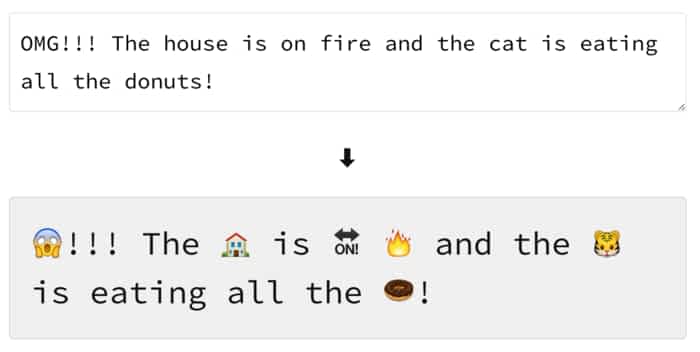 OMG!!! The house is on fire and the cat is eating
all the donuts!
⬇
😱!!! The 🏠 is 🔛 🔥 and the 🐯
is eating all the 🍩!